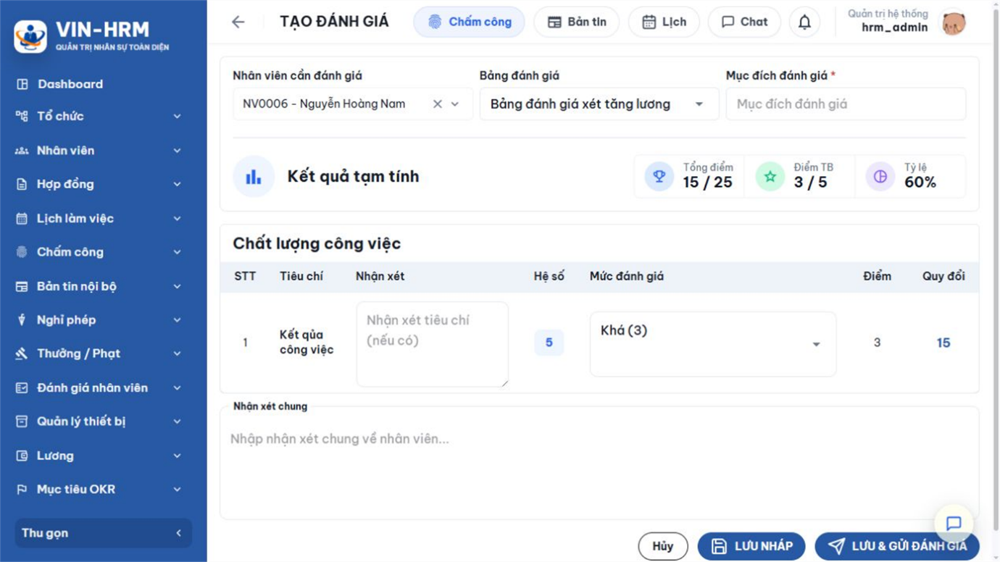 VIN-HRM
QUẢN TRỊ NHÂN SỰ TOÀN DIỆN
Dashboard
Tổ chức
Nhân viên
Hợp đồng
Lịch làm việc
Chấm công
Bản tin nội bộ
Nghỉ phép
Thưởng / Phạt
Đánh giá nhân viên
Quản lý thiết bị
Lương
Mục tiêu OKR
Thu gọn
TẠO ĐÁNH GIÁ
Chấm công
Bản tin
Lịch
Chat
Quản trị hệ thống
hrm_admin
Nhân viên cần đánh giá
NV0006 - Nguyễn Hoàng Nam
Bảng đánh giá
Bảng đánh giá xét tăng lương
Mục đích đánh giá *
Mục đích đánh giá
Kết quả tạm tính
Tổng điểm
15 / 25
Điểm TB
3 / 5
Tỷ lệ
60%
Chất lượng công việc
STT Tiêu chí Nhận xét Hệ số Mức đánh giá Điểm Quy đổi
1
Kết qủa
công việc
Nhận xét tiêu chí
(nếu có)
5
Khá (3)
3
15
Nhận xét chung
Nhập nhận xét chung về nhân viên...
Hủy
LƯU NHÁP
LƯU & GỬI ĐÁNH GIÁ